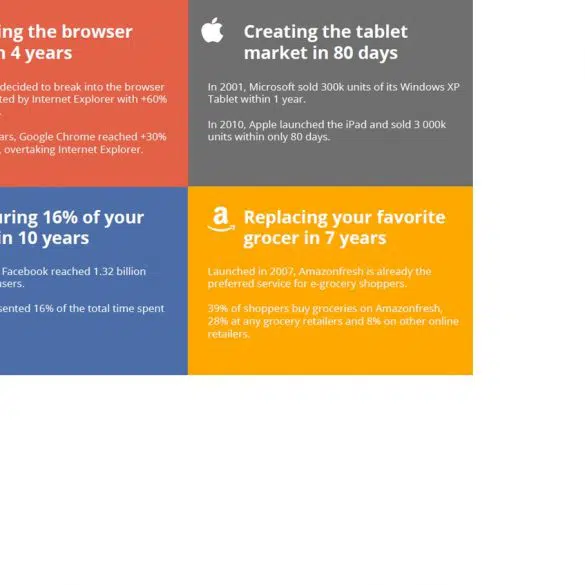 ing the browser
n 4 years
decided to break into the browser
ted by Internet Explorer with +60%
.
ars, Google Chrome reached +30%
, overtaking Internet Explorer.
Creating the tablet
market in 80 days
In 2001, Microsoft sold 300k units of its Windows XP
Tablet within 1 year.
In 2010, Apple launched the iPad and sold 3 000k
units within only 80 days.
uring 16% of your
in 10 years
Facebook reached 1.32 billion
users.
sented 16% of the total time spent
a
Replacing your favorite
grocer in 7 years
Launched in 2007, Amazonfresh is already the
preferred service for e-grocery shoppers.
39% of shoppers buy groceries on Amazonfresh,
28% at any grocery retailers and 8% on other online
retailers.